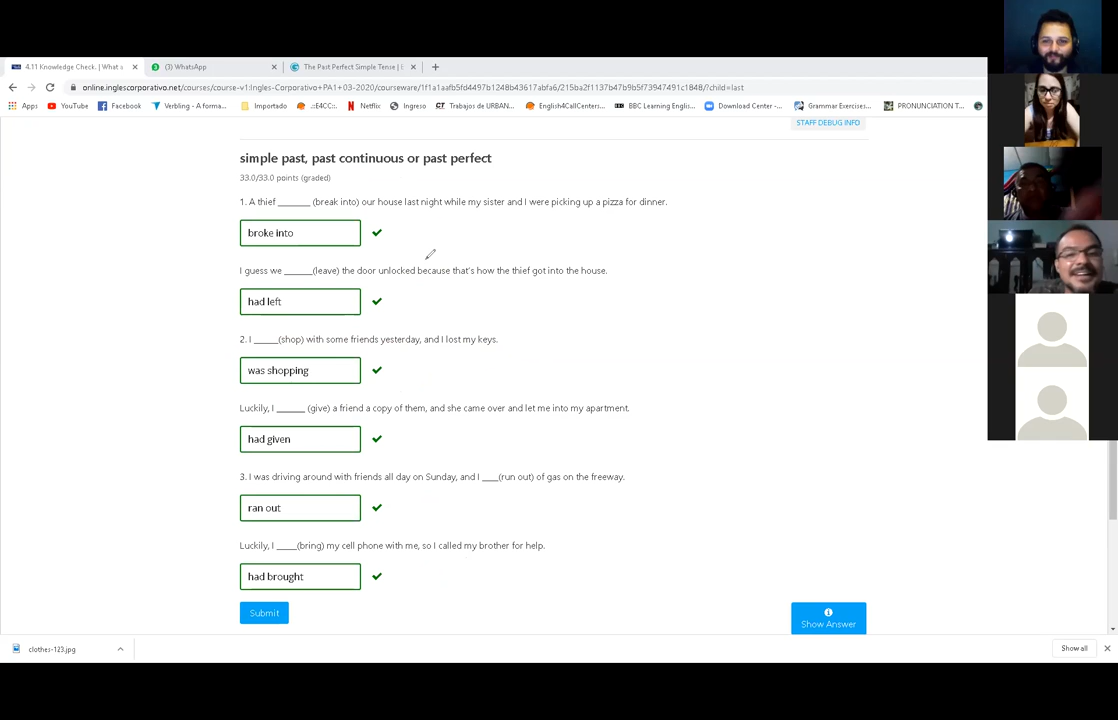 4.11 Knowledge Check. | What s
(3) WhatsApp
The Past Perfect Simple Tense |
online.inglescorporativo.net/courses/course-v1:Ingles-Corporativo+PA1+03-2020/courseware/1f1a1aafb5fd4497b1248b43617abfa6/215ba2f1137b47b9b5f73947491c1848/?child=last
Apps
YouTube
Facebook
Verbling - A forma...
Importado
.:E4CC::.
Netflix
Ingreso
Trabajos de URBAN...
English4CallCenters...
BBC Learning Englis...
Download Center -...
Grammar Exercises...
PRONUNCIATION T...
STAFF DEBUG INFO
simple past, past continuous or past perfect
33.0/33.0 points (graded)
1. A thief _______ (break into) our house last night while my sister and I were picking up a pizza for dinner.
broke into
I guess we ______(leave) the door unlocked because that's how the thief got into the house.
had left
2. I _____(shop) with some friends yesterday, and I lost my keys.
was shopping
Luckily, I ______ (give) a friend a copy of them, and she came over and let me into my apartment.
had given
3. I was driving around with friends all day on Sunday, and I ___(run out) of gas on the freeway.
ran out
Luckily, I ____(bring) my cell phone with me, so I called my brother for help.
had brought
Submit
Show Answer
clothes-123.jpg
Show all